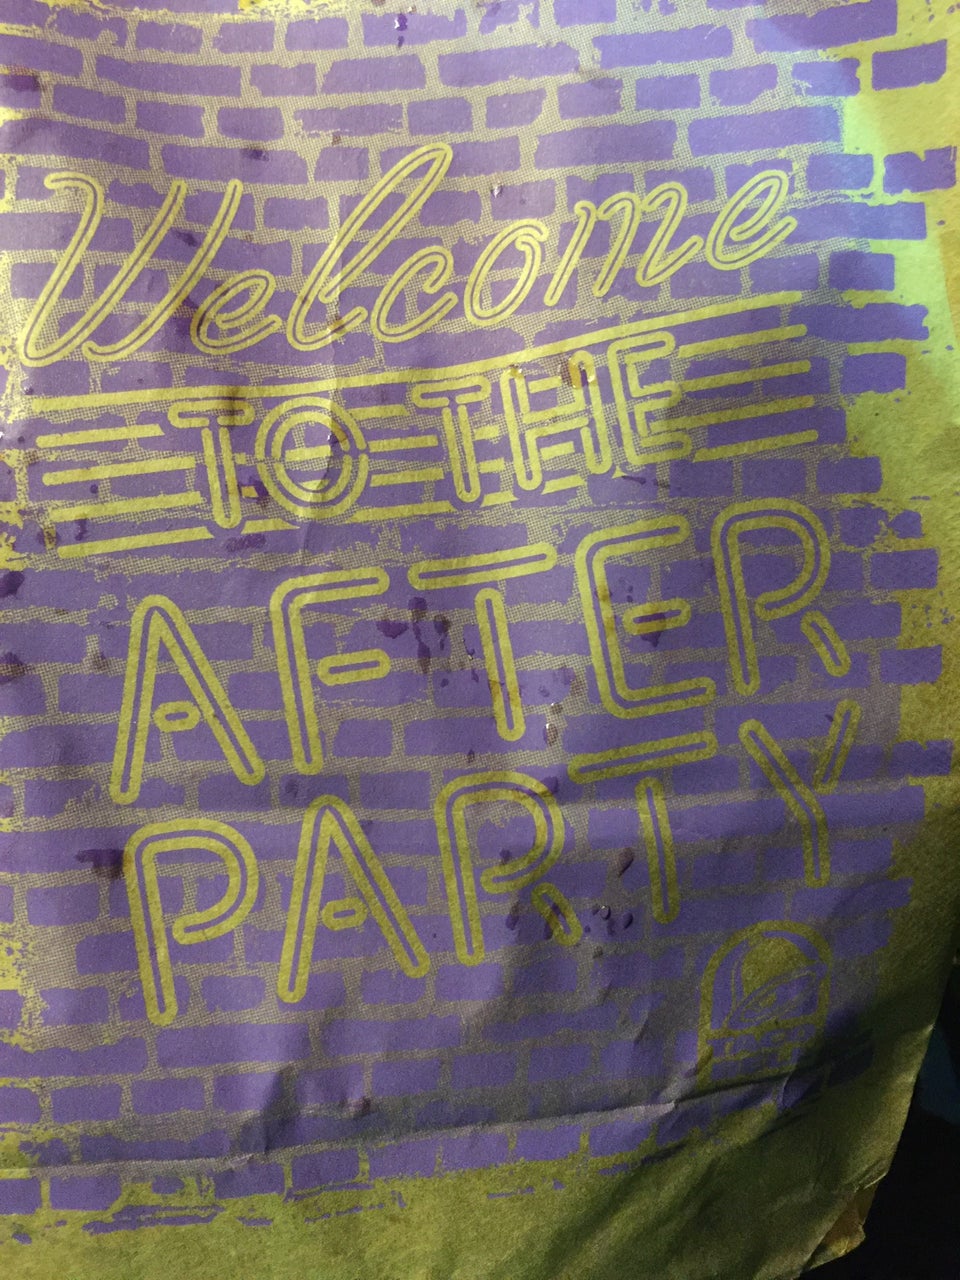 Welcome
TO THE
AFTER
PARTY